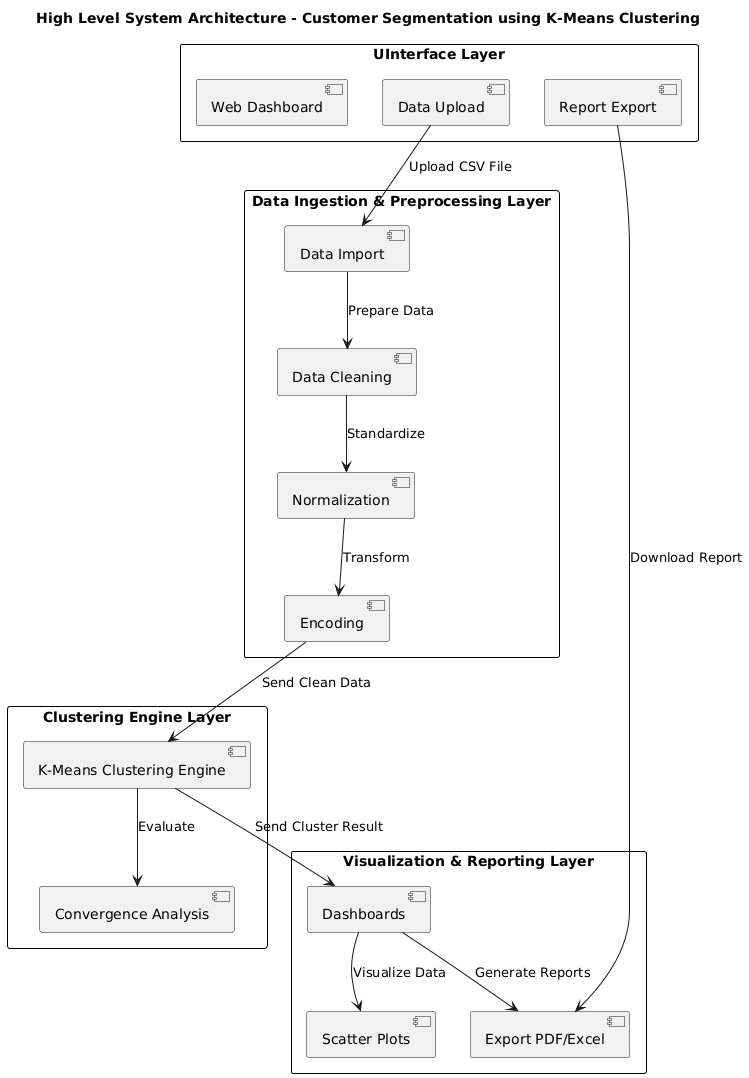 High Level System Architecture - Customer Segmentation using K-Means Clustering
UInterface Layer
Web Dashboard
Data Upload
Report Export
Upload CSV File
Data Ingestion & Preprocessing Layer
Data Import
Prepare Data
Data Cleaning
Standardize
Normalization
Transform
Download Report
Encoding
Send Clean Data
Clustering Engine Layer
K-Means Clustering Engine
Evaluate
Send Cluster Result
Visualization & Reporting Layer
Convergence Analysis
Dashboards
Visualize Data
Generate Reports
Scatter Plots
Export PDF/Excel